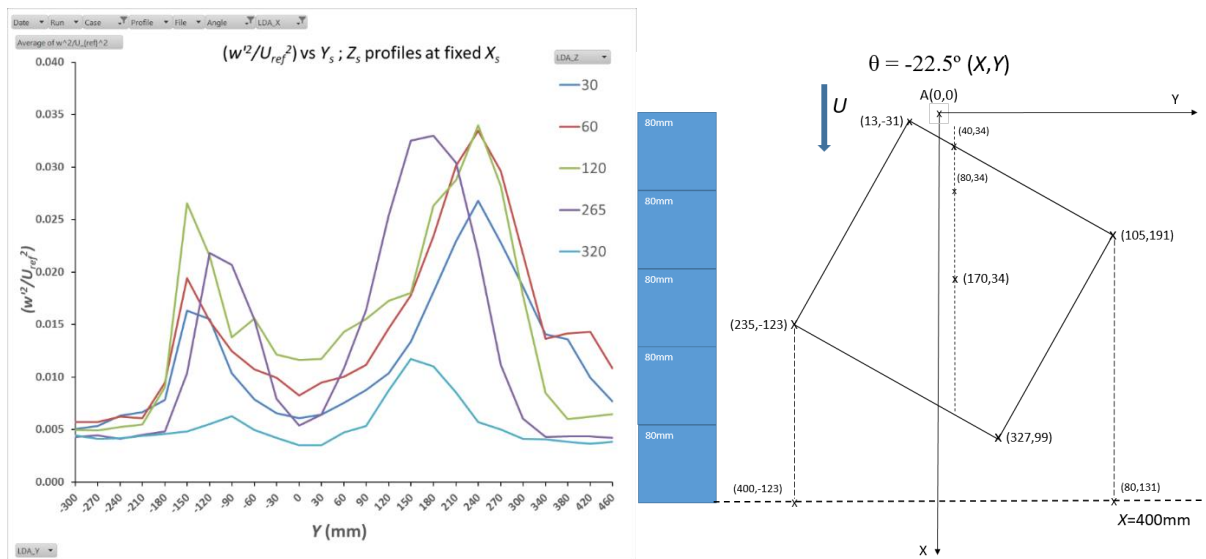 Date Run Case Profile File Angle LDA_X
Average of w^2/U_(ref)^2
(w'²/Uref²) vs Ys ; Zs profiles at fixed Xs
LDA_Z
30
60
120
265
320
0.040
0.035
0.030
0.025
0.020
0.015
0.010
0.005
0.000
(w'²/Uref²)
-300 -270 -240 -210 -180 -150 -120 -90 -60 -30 0 30 60 90 120 150 180 210 240 270 300 340 380 420 460
Y (mm)
LDA_Y
θ = -22.5º (X,Y)
U
A(0,0)
Y
80mm
80mm
80mm
80mm
80mm
(13,-31)
(40,34)
(80,34)
(105,191)
(170,34)
(235,-123)
(327,99)
(400,-123)
(80,131)
X=400mm
X